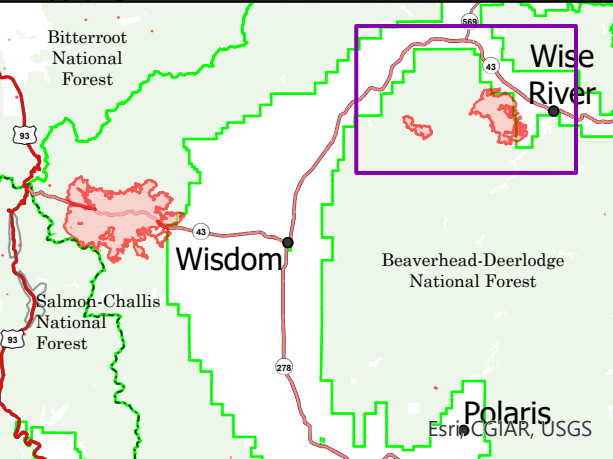 Bitterroot
National
Forest
569
Wise
River
43
93
43
Wisdom
Beaverhead-Deerlodge
National Forest
Salmon-Challis
National
Forest
93
278
Polaris
Esri, CGIAR, USGS